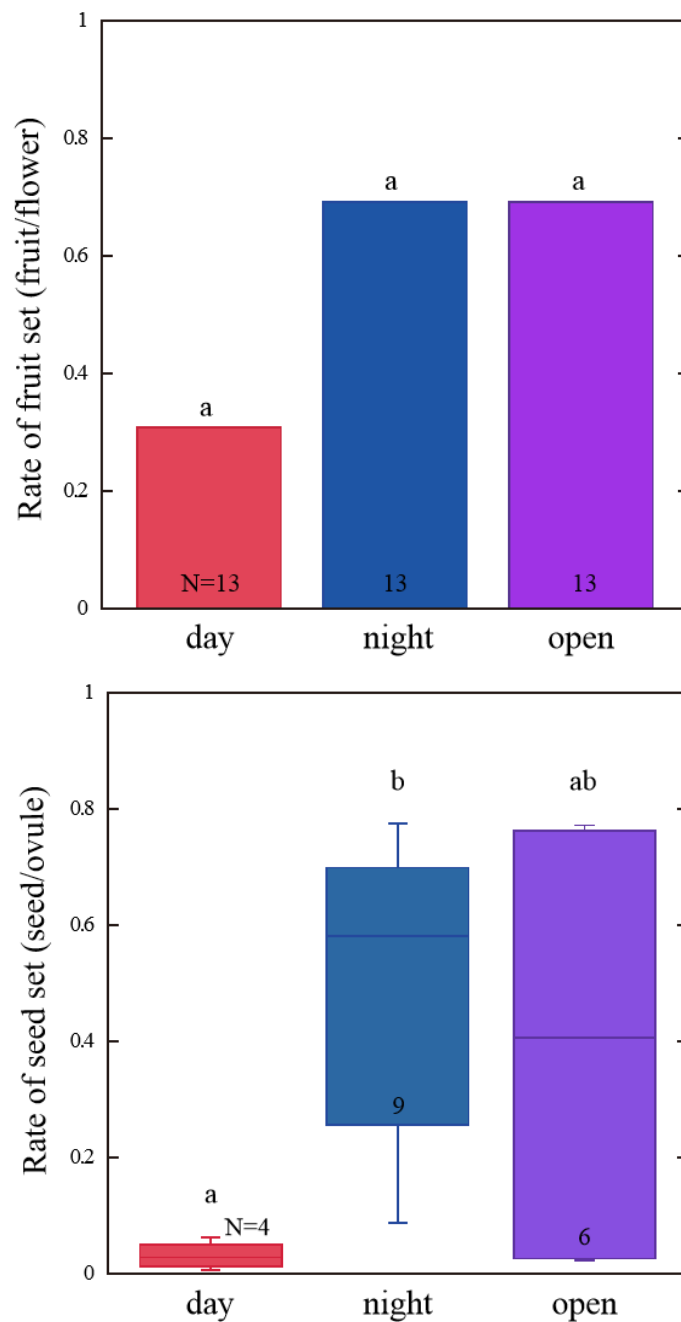 Rate of fruit set (fruit/flower)
1
0.8
0.6
0.4
0.2
0
a
a
a
N=13
13
13
day
night
open
Rate of seed set (seed/ovule)
1
0.8
0.6
0.4
0.2
0
a
b
ab
N=4
9
6
day
night
open